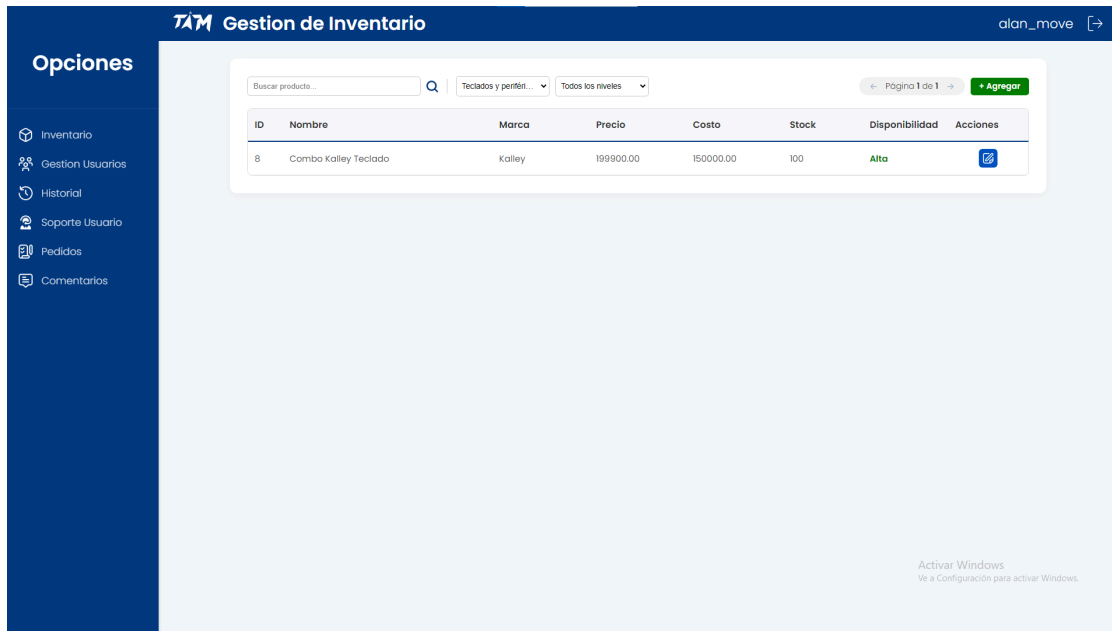 TAM Gestion de Inventario
alan_move
Opciones
Inventario
Gestion Usuarios
Historial
Soporte Usuario
Pedidos
Comentarios
Buscar producto...
Teclados y periféri...
Todos los niveles
← Página 1 de 1 →
+ Agregar
ID Nombre Marca Precio Costo Stock Disponibilidad Acciones
8 Combo Kalley Teclado Kalley 199900.00 150000.00 100 Alta
Activar Windows
Ve a Configuración para activar Windows.